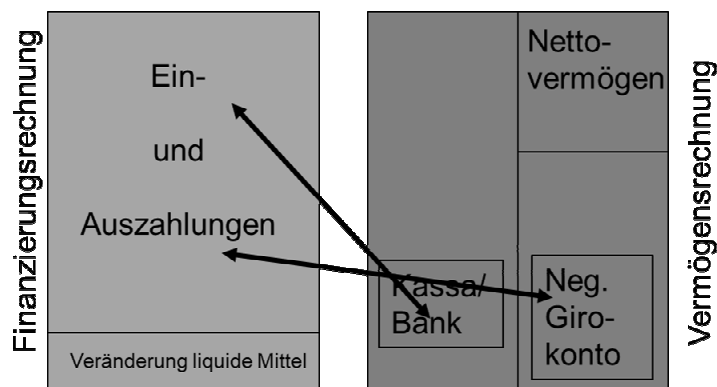 Finanzierungsrechnung
Ein-
und
Auszahlungen
Veränderung liquide Mittel
Kassa/
Bank
Netto-
vermögen
Neg.
Giro-
konto
Vermögensrechnung